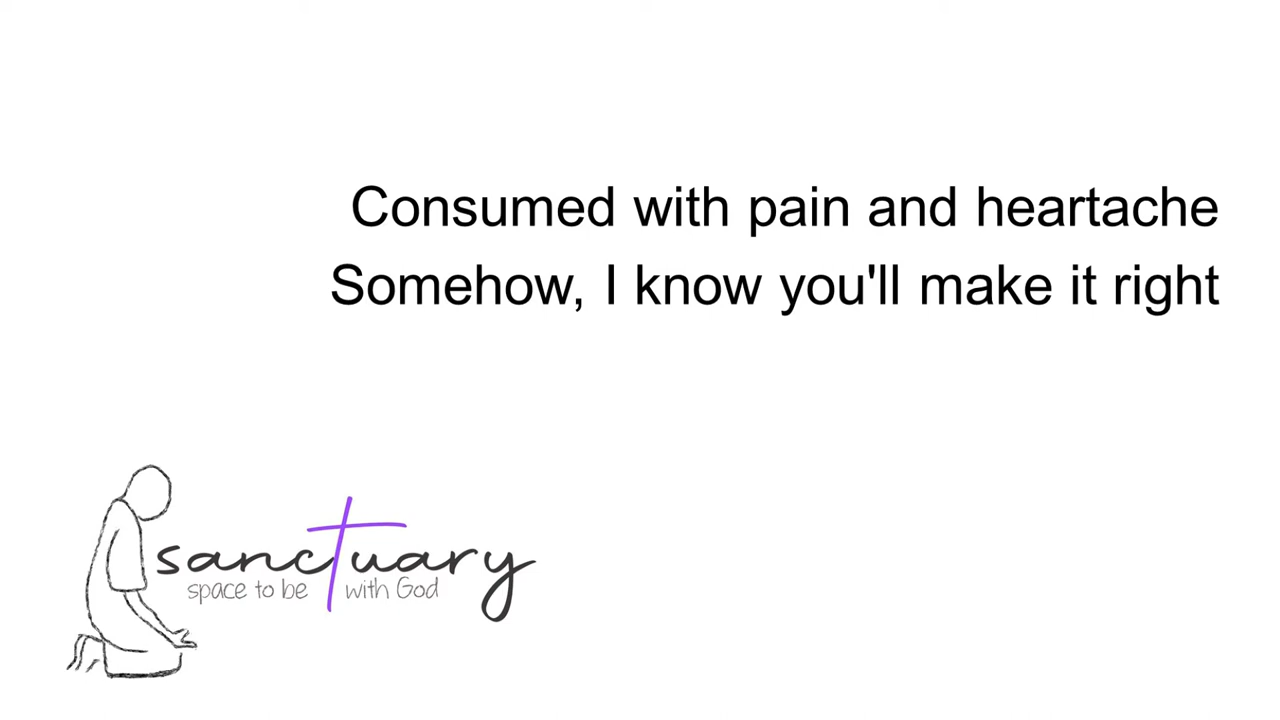 Consumed with pain and heartache
Somehow, I know you'll make it right
sanctuary
space to be with God